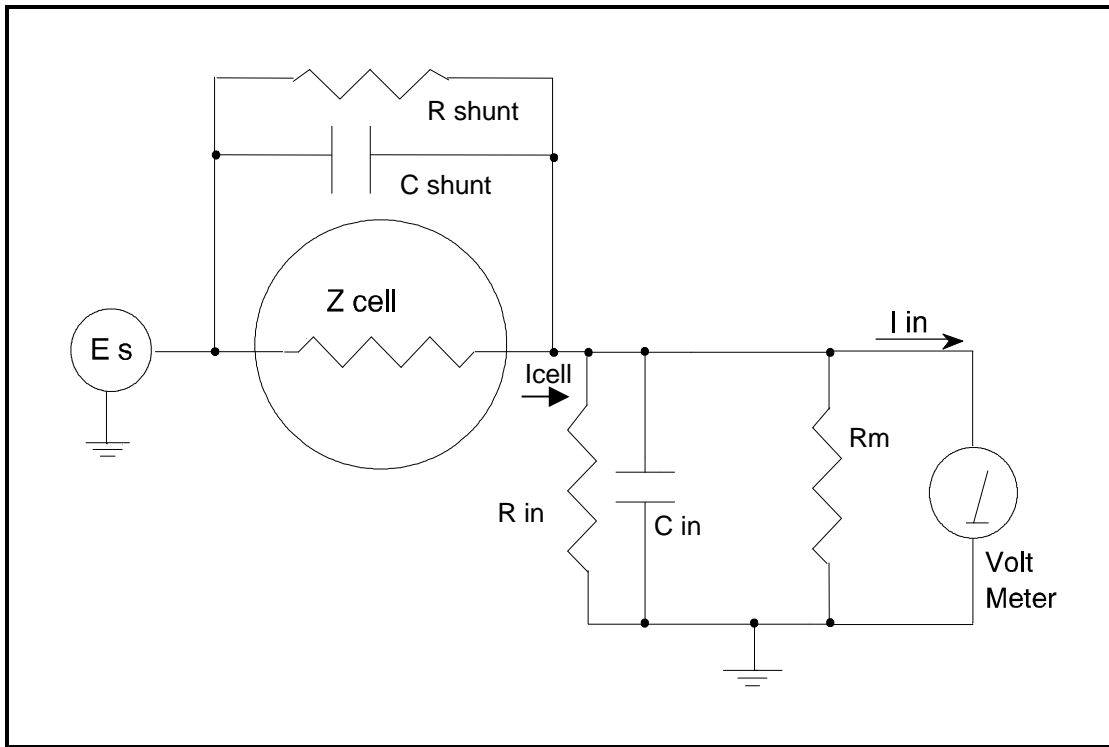 R shunt
C shunt
Z cell
E s
I in
Icell
Rm
R in
C in
Volt
Meter